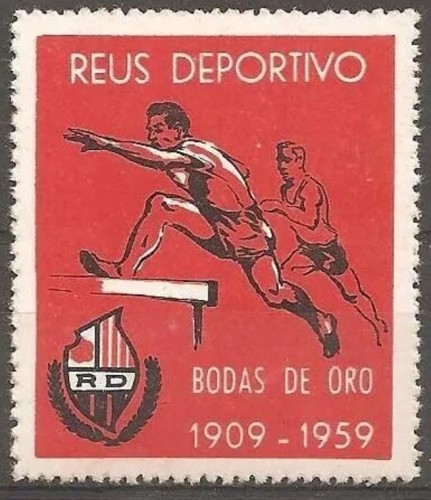 REUS DEPORTIVO
RD
BODAS DE ORO
1909 - 1959